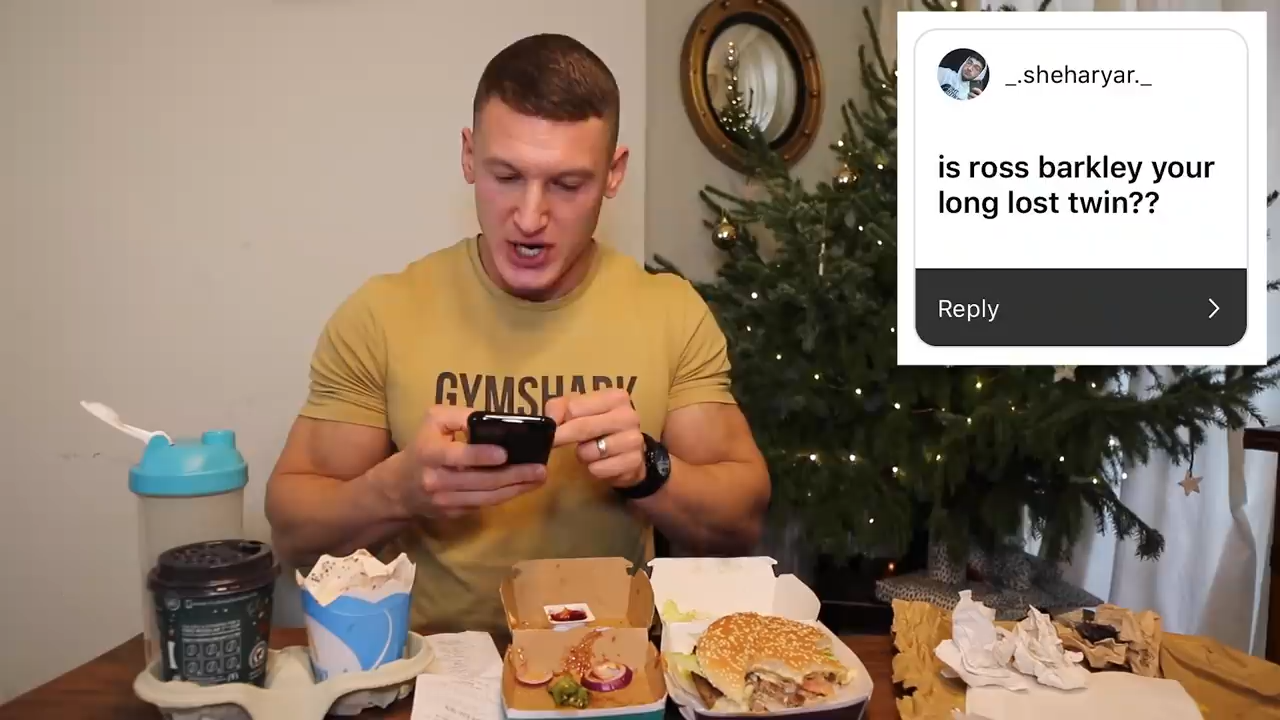 _.sheharyar._
is ross barkley your
long lost twin??
Reply
GYMSHARK